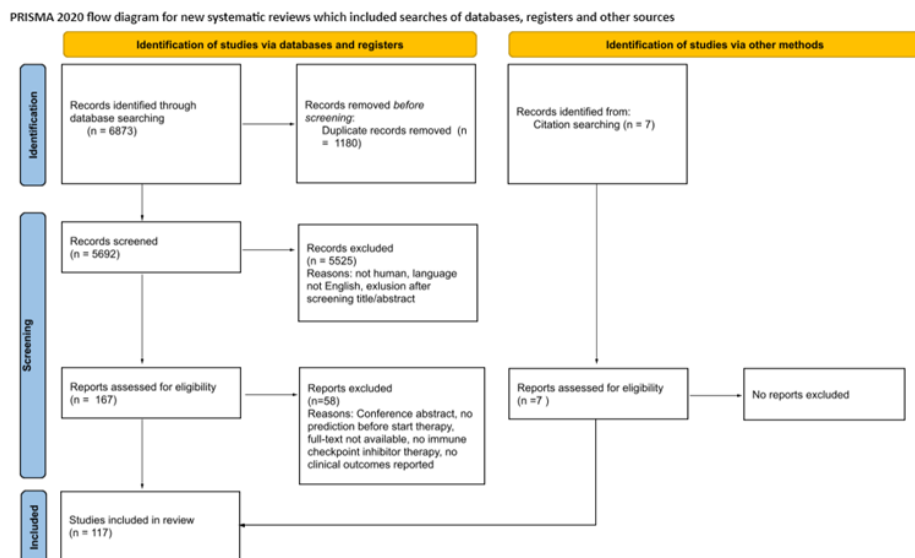 PRISMA 2020 flow diagram for new systematic reviews which included searches of databases, registers and other sources
Identification of studies via databases and registers
Identification of studies via other methods
Identification
Records identified through
database searching
(n = 6873)
Records removed before
screening:
Duplicate records removed (n
= 1180)
Records identified from:
Citation searching (n = 7)
Screening
Records screened
(n = 5692)
Records excluded
(n = 5525)
Reasons: not human, language
not English, exlusion after
screening title/abstract
Reports assessed for eligibility
(n = 167)
Reports excluded
(n=58)
Reasons: Conference abstract, no
prediction before start therapy,
full-text not available, no immune
checkpoint inhibitor therapy, no
clinical outcomes reported
Reports assessed for eligibility
(n =7 )
No reports excluded
Included
Studies included in review
(n = 117)